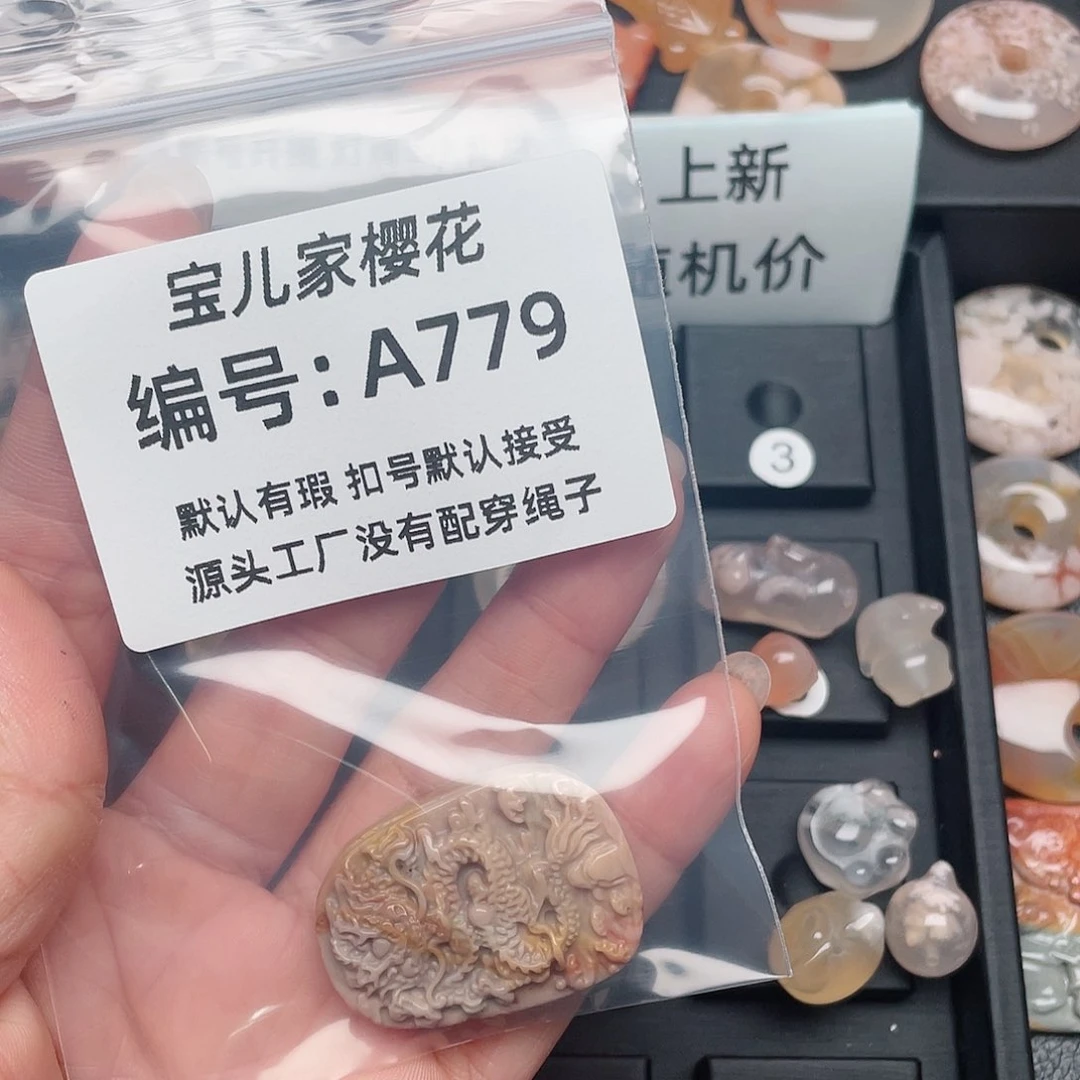 宝儿家樱花
编号：A779
默认有瑕 扣号默认接受
源头工厂没有配穿绳子
上新
机价
3